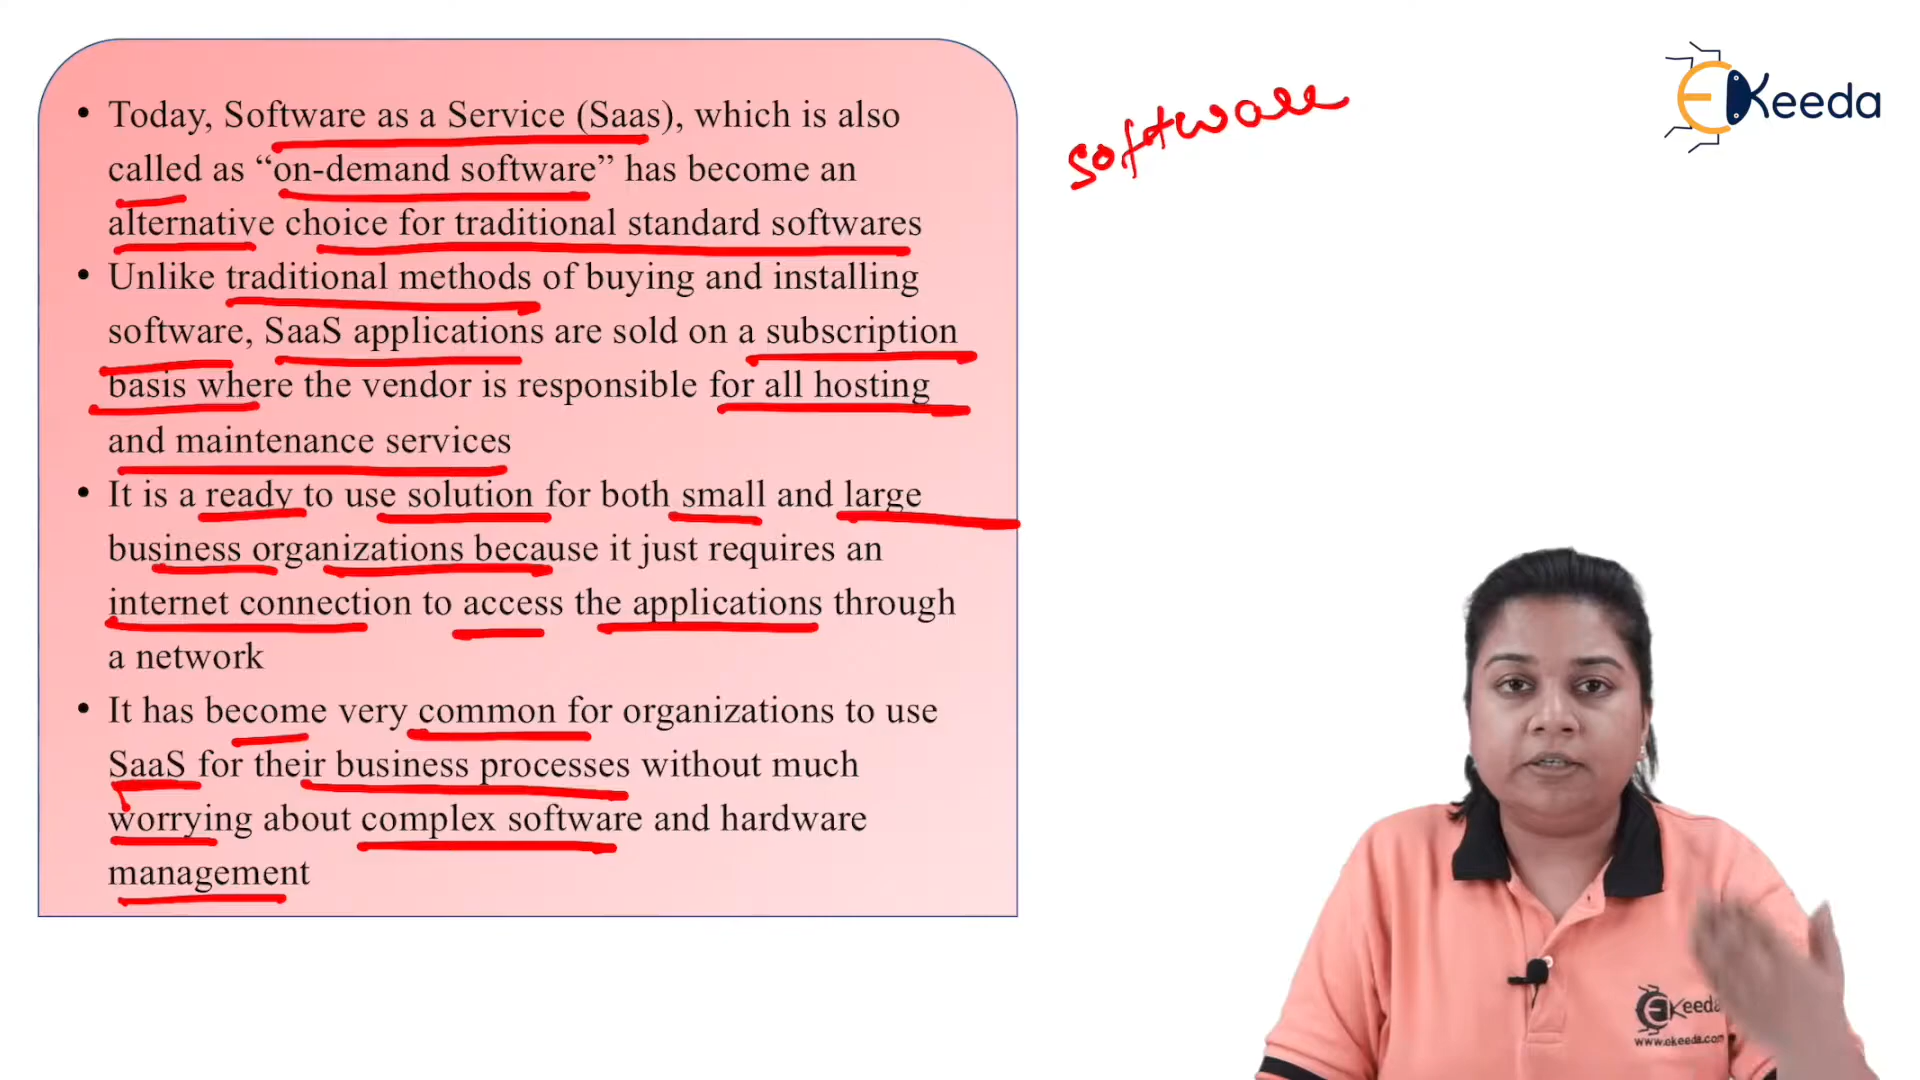 • Today, Software as a Service (Saas), which is also
called as “on-demand software” has become an
alternative choice for traditional standard softwares
• Unlike traditional methods of buying and installing
software, SaaS applications are sold on a subscription
basis where the vendor is responsible for all hosting
and maintenance services
• It is a ready to use solution for both small and large
business organizations because it just requires an
internet connection to access the applications through
a network
• It has become very common for organizations to use
SaaS for their business processes without much
worrying about complex software and hardware
management
software
EKeeda
EKeeda
www.ekeeda.com